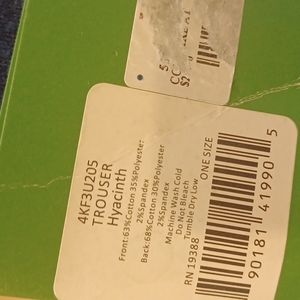 4KF3U205
TROUSER
Hyacinth
Front:63%Cotton 35%Polyester
2%Spandex
Back:68%Cotton 30%Polyester
2%Spandex
Machine Wash Cold
Do Not Bleach
Tumble Dry Low
RN 19388
ONE SIZE
90181 41990 5